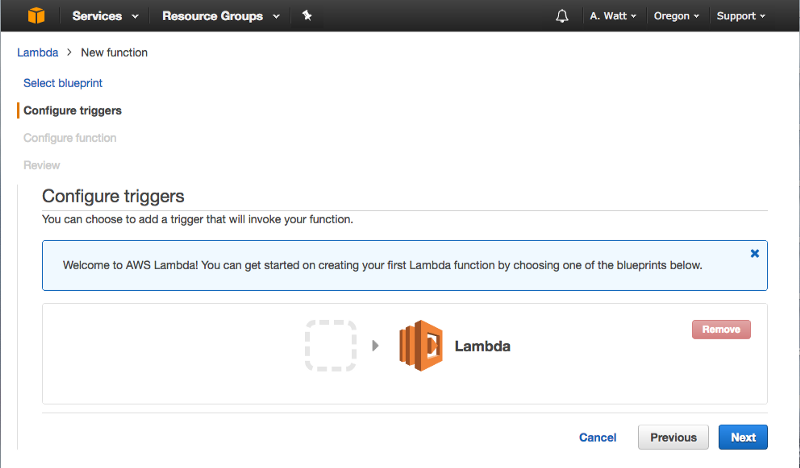 Services Resource Groups A. Watt Oregon Support
Lambda > New function
Select blueprint
Configure triggers
Configure function
Review
Configure triggers
You can choose to add a trigger that will invoke your function.
Welcome to AWS Lambda! You can get started on creating your first Lambda function by choosing one of the blueprints below.
Remove
Lambda
Cancel Previous Next